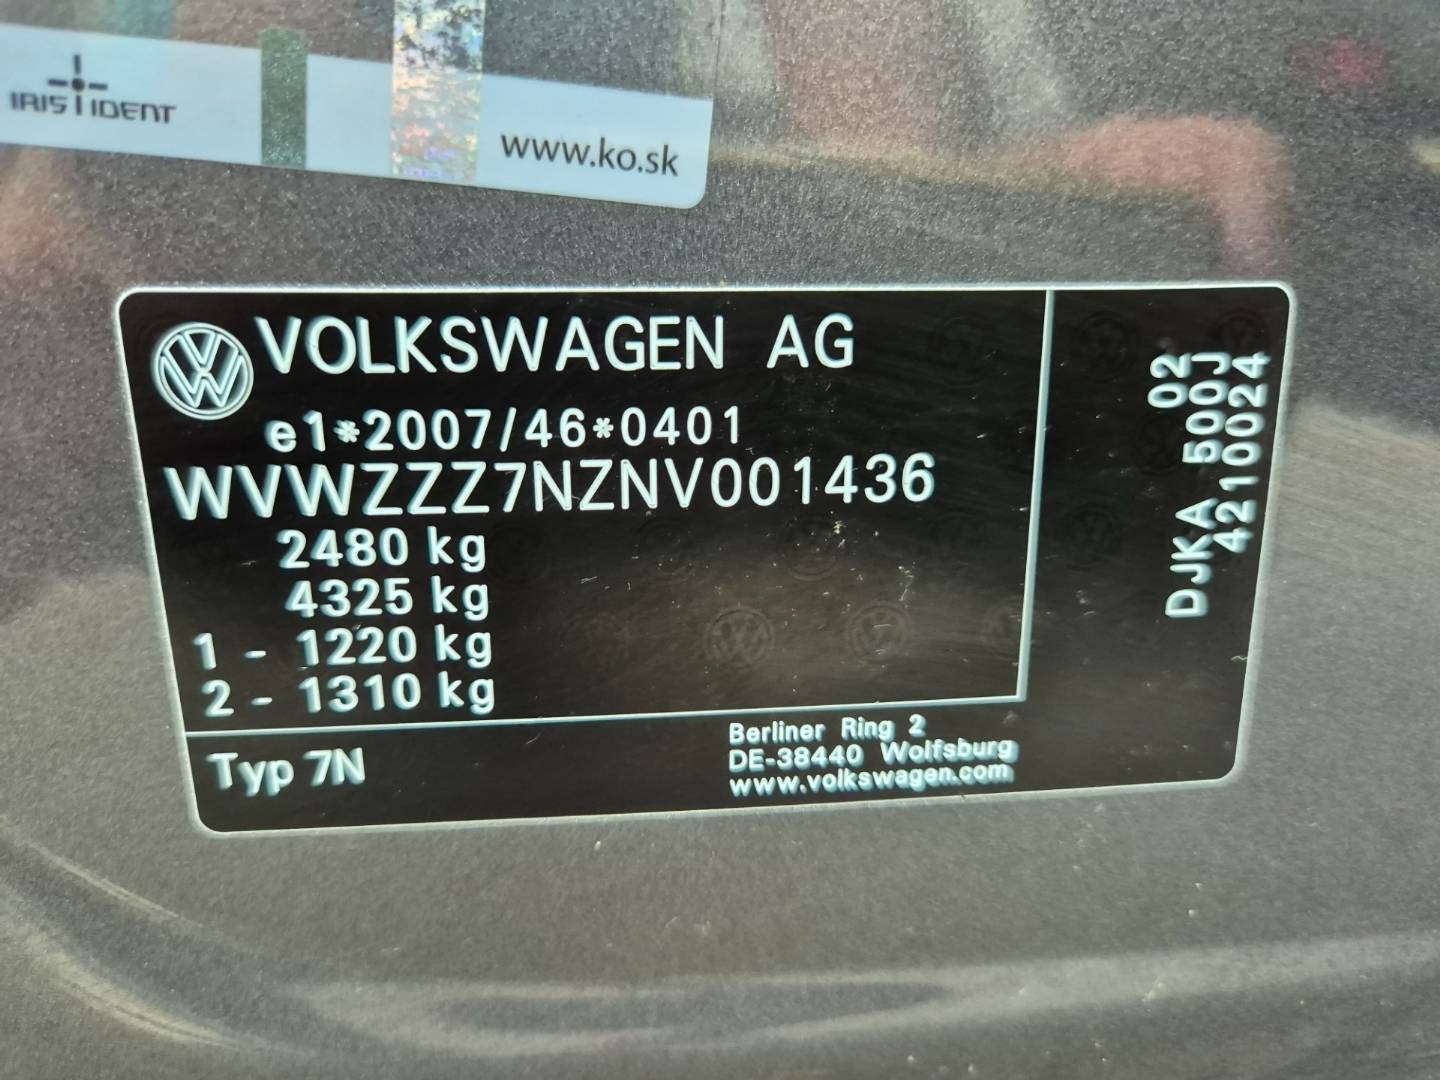 IRIS IDENT
www.ko.sk
VOLKSWAGEN AG
e1*2007/46*0401
WVWZZZ7NZNV001436
2480 kg
4325 kg
1 - 1220 kg
2 - 1310 kg
Typ 7N
Berliner Ring 2
DE-38440 Wolfsburg
www.volkswagen.com
02
DJKA 500J
4210024